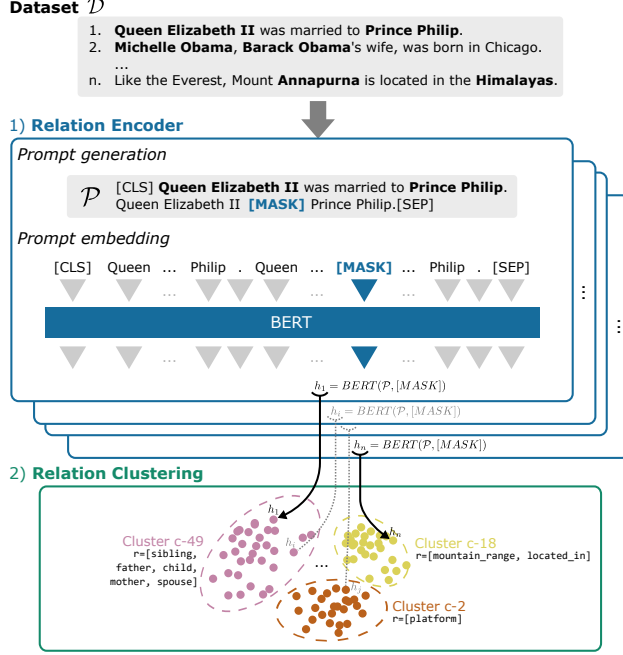 Dataset 𝒟
1. Queen Elizabeth II was married to Prince Philip.
2. Michelle Obama, Barack Obama's wife, was born in Chicago.
...
n. Like the Everest, Mount Annapurna is located in the Himalayas.
1) Relation Encoder
Prompt generation
𝒫 [CLS] Queen Elizabeth II was married to Prince Philip.
Queen Elizabeth II [MASK] Prince Philip.[SEP]
Prompt embedding
[CLS] Queen ... Philip . Queen ... [MASK] ... Philip . [SEP]
... ... ...
BERT
... ... ...
h₁ = BERT(𝒫, [MASK])
hᵢ = BERT(𝒫, [MASK])
hₙ = BERT(𝒫, [MASK])
2) Relation Clustering
h₁
hₙ
hᵢ
hⱼ
Cluster c-49
r=[sibling,
father, child,
mother, spouse]
...
Cluster c-18
r=[mountain_range, located_in]
Cluster c-2
r=[platform]